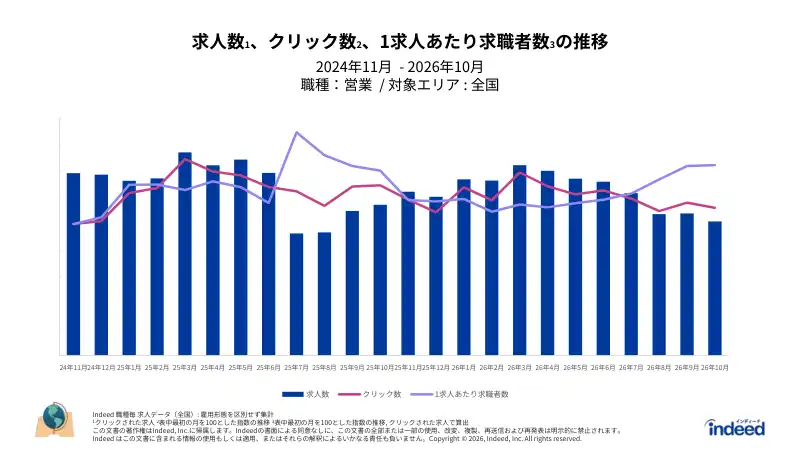 求人数1、クリック数2、1求人あたり求職者数3の推移
2024年11月 - 2026年10月
職種：営業 / 対象エリア : 全国
24年11月 24年12月 25年1月 25年2月 25年3月 25年4月 25年5月 25年6月 25年7月 25年8月 25年9月 25年10月 25年11月 25年12月 26年1月 26年2月 26年3月 26年4月 26年5月 26年6月 26年7月 26年8月 26年9月 26年10月
求人数 クリック数 1求人あたり求職者数
Indeed 職種毎 求人データ（全国）: 雇用形態を区別せず集計
¹クリックされた求人 ²表中最初の月を100とした指数の推移 ³表中最初の月を100とした指数の推移, クリックされた求人で算出
この文書の著作権はIndeed, Inc.に帰属します。Indeedの書面による同意なしに、この文書の全部または一部の使用、改変、複製、再送信および再発表は明示的に禁止されます。
Indeed はこの文書に含まれる情報の使用もしくは適用、またはそれらの解釈によるいかなる責任も負いません。Copyright © 2026, Indeed, Inc. All rights reserved.
インディード
indeed